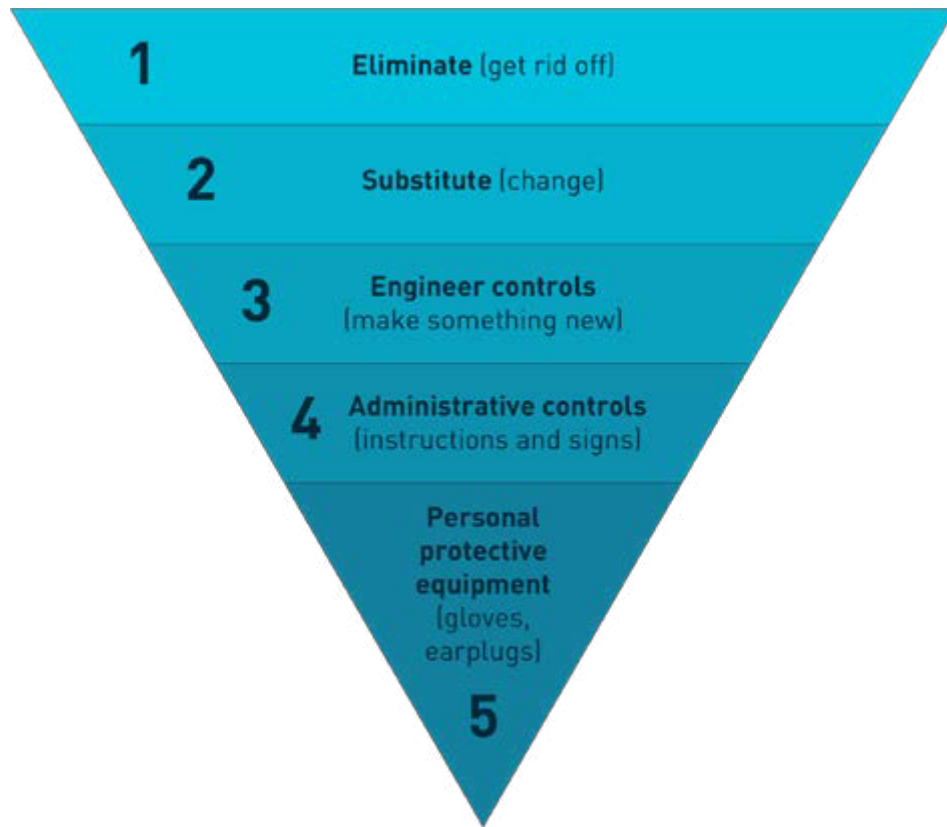 1
Eliminate (get rid off)
2
Substitute (change)
3
Engineer controls
(make something new)
4
Administrative controls
(instructions and signs)
Personal
protective
equipment
(gloves,
earplugs)
5